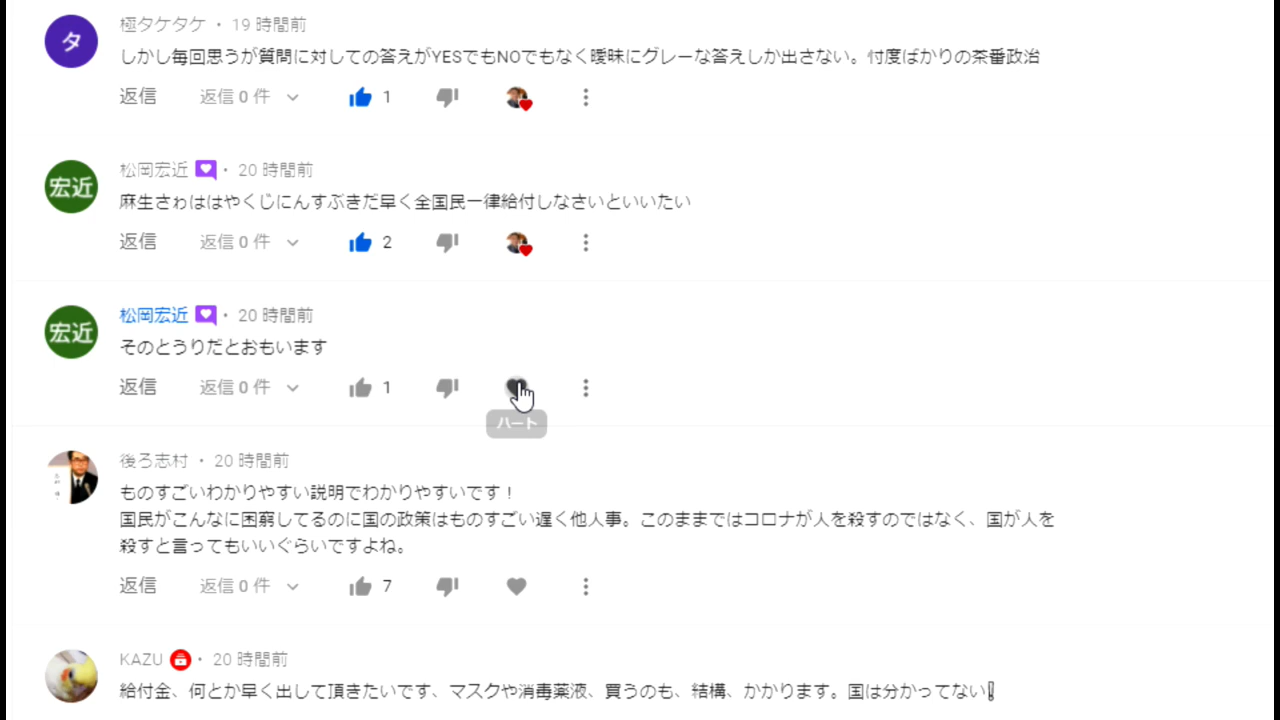 タ
極タケタケ ・ 19 時間前
しかし毎回思うが質問に対しての答えがYESでもNOでもなく曖昧にグレーな答えしか出さない。忖度ばかりの茶番政治
返信 返信 0 件 1
宏近
松岡宏近 ・ 20 時間前
麻生さゎははやくじにんすぶきだ早く全国民一律給付しなさいといいたい
返信 返信 0 件 2
宏近
松岡宏近 ・ 20 時間前
そのとうりだとおもいます
返信 返信 0 件 1
ハート
後ろ志村 ・ 20 時間前
ものすごいわかりやすい説明でわかりやすいです！
国民がこんなに困窮してるのに国の政策はものすごい遅く他人事。このままではコロナが人を殺すのではなく、国が人を
殺すと言ってもいいぐらいですよね。
返信 返信 0 件 7
KAZU ・ 20 時間前
給付金、何とか早く出して頂きたいです、マスクや消毒薬液、買うのも、結構、かかります。国は分かってない